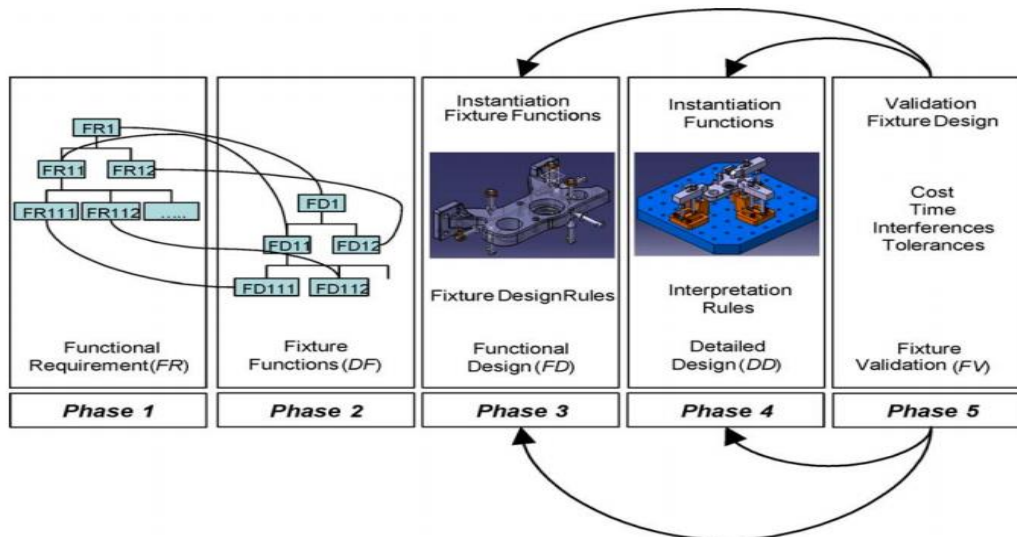 FR1
FR11
FR12
FR111
FR112
.....
Functional
Requirement (FR)
Phase 1
FD1
FD11
FD12
FD111
FD112
Fixture
Functions (DF)
Phase 2
Instantiation
Fixture Functions
Fixture Design Rules
Functional
Design (FD)
Phase 3
Instantiation
Functions
Interpretation
Rules
Detailed
Design (DD)
Phase 4
Validation
Fixture Design
Cost
Time
Interferences
Tolerances
Fixture
Validation (FV)
Phase 5